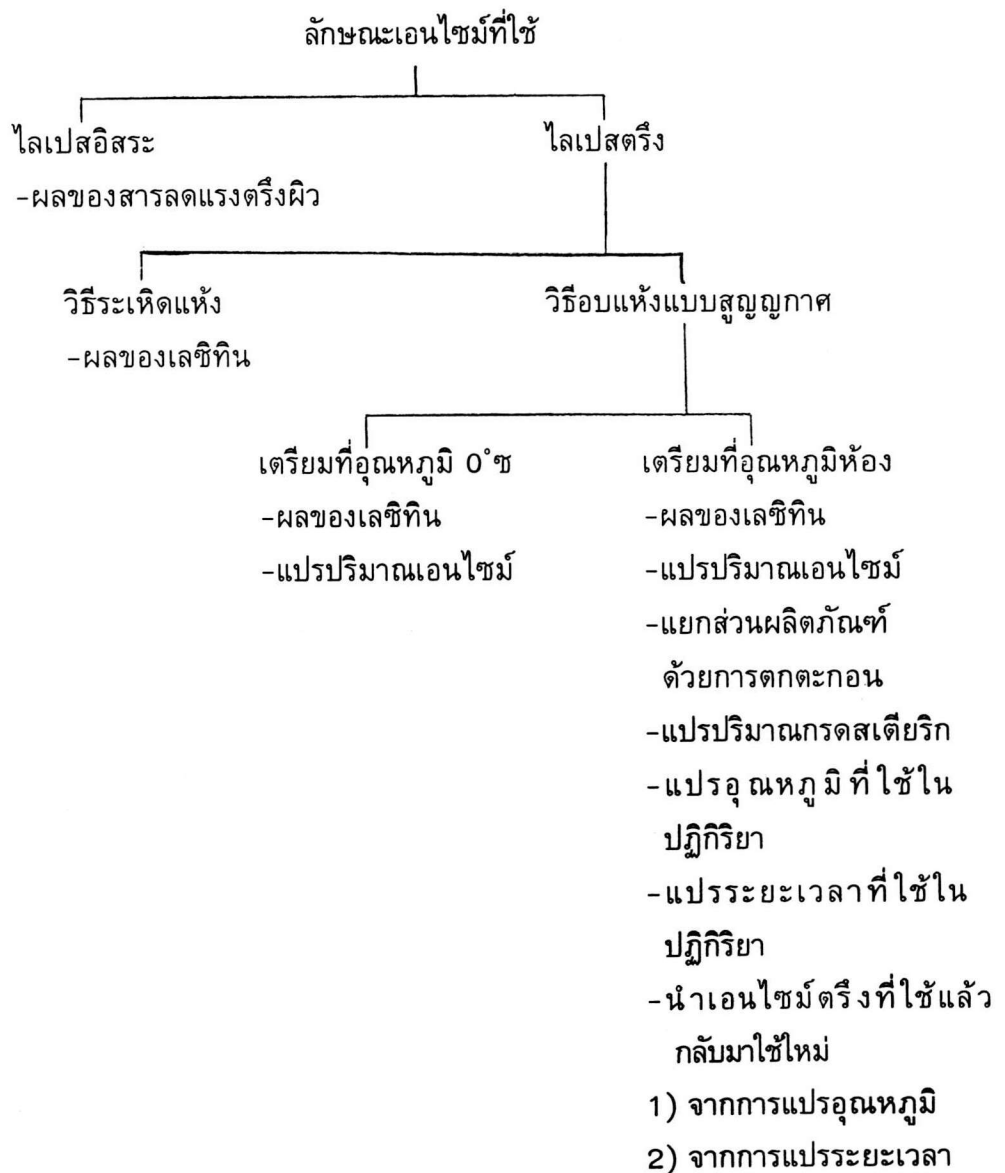 ลักษณะเอนไซม์ที่ใช้
ไลเปสอิสระ
-ผลของสารลดแรงตรึงผิว
ไลเปสตรึง
วิธีระเหิดแห้ง
-ผลของเลซิทิน
วิธีอบแห้งแบบสูญญกาศ
เตรียมที่อุณหภูมิ 0°ซ
-ผลของเลซิทิน
-แปรปริมาณเอนไซม์
เตรียมที่อุณหภูมิห้อง
-ผลของเลซิทิน
-แปรปริมาณเอนไซม์
-แยกส่วนผลิตภัณฑ์
ด้วยการตกตะกอน
-แปรปริมาณกรดสเตียริก
-แปรอุณหภูมิที่ใช้ใน
ปฏิกิริยา
-แปรระยะเวลาที่ใช้ใน
ปฏิกิริยา
-นำเอนไซม์ตรึงที่ใช้แล้ว
กลับมาใช้ใหม่
1) จากการแปรอุณหภูมิ
2) จากการแปรระยะเวลา